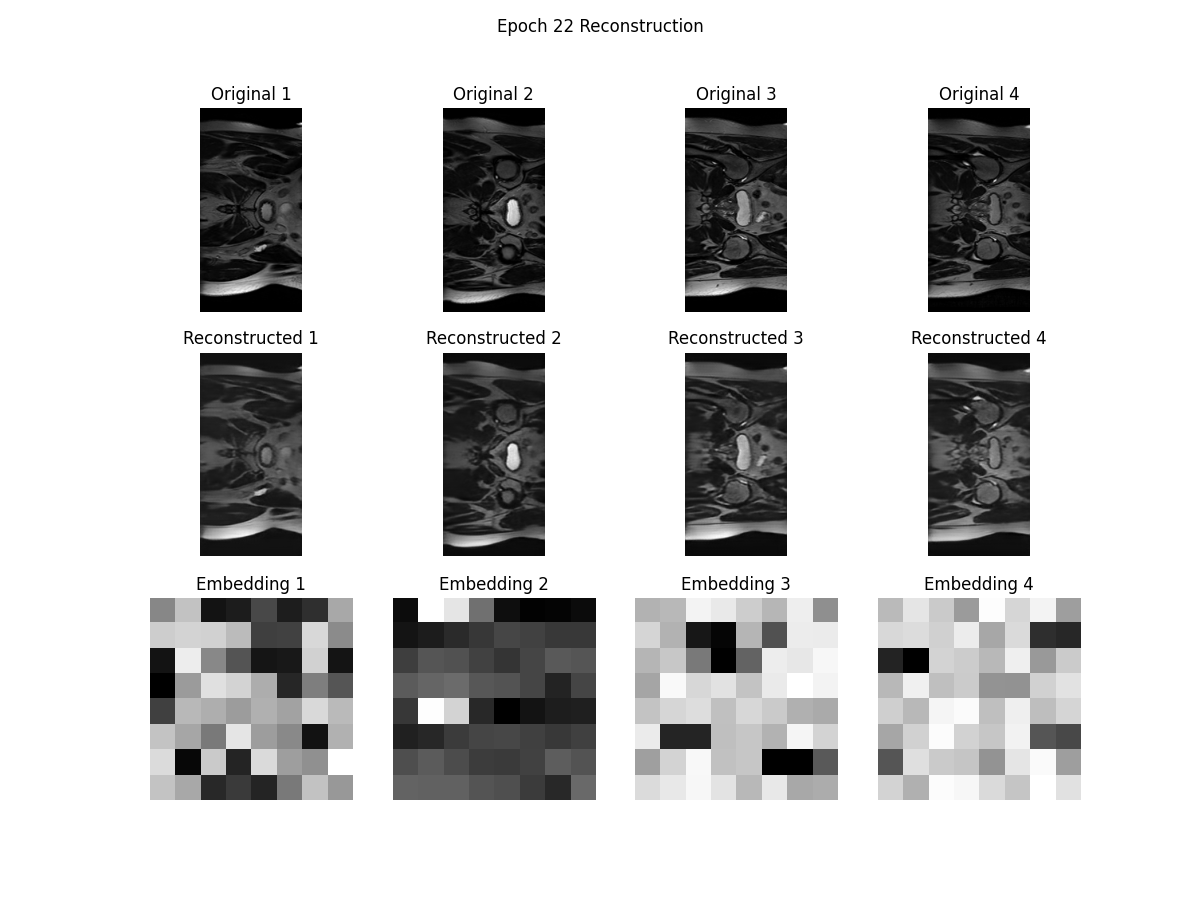 Epoch 22 Reconstruction
Original 1
Original 2
Original 3
Original 4
Reconstructed 1
Reconstructed 2
Reconstructed 3
Reconstructed 4
Embedding 1
Embedding 2
Embedding 3
Embedding 4